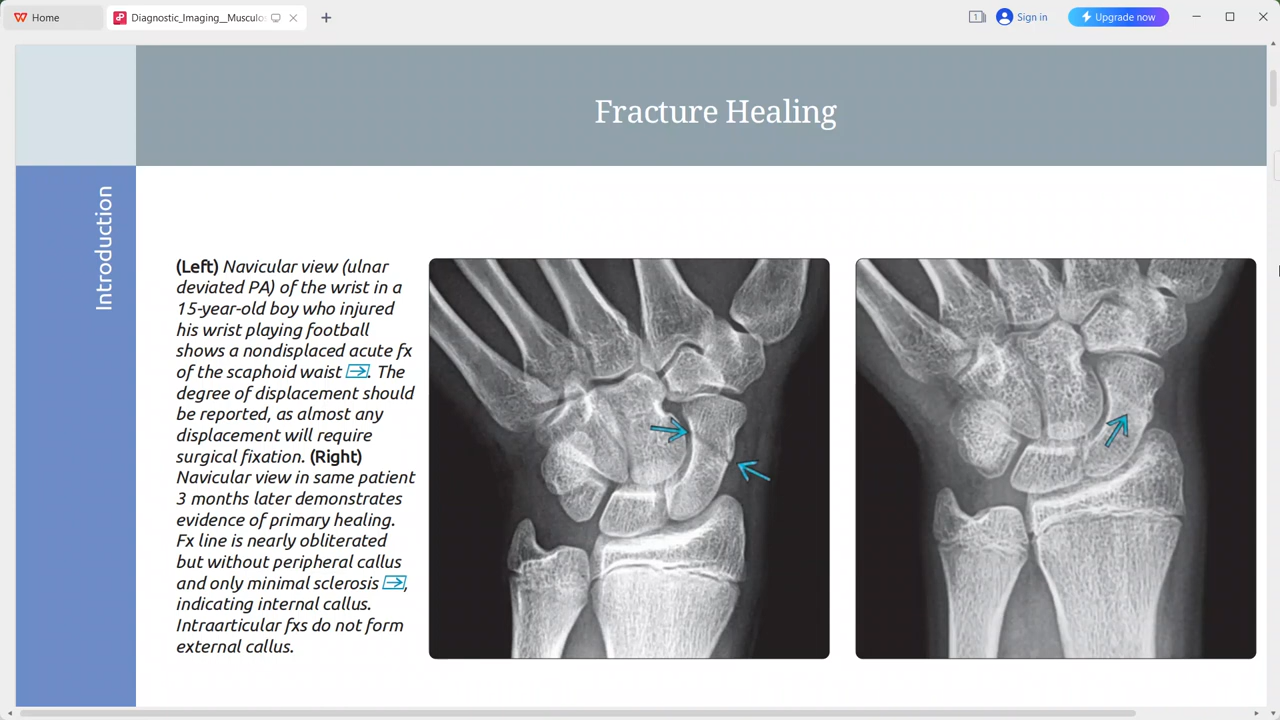 Home
Diagnostic_Imaging__Musculos
1
Sign in
Upgrade now
Fracture Healing
Introduction
(Left) Navicular view (ulnar
deviated PA) of the wrist in a
15-year-old boy who injured
his wrist playing football
shows a nondisplaced acute fx
of the scaphoid waist. The
degree of displacement should
be reported, as almost any
displacement will require
surgical fixation. (Right)
Navicular view in same patient
3 months later demonstrates
evidence of primary healing.
Fx line is nearly obliterated
but without peripheral callus
and only minimal sclerosis,
indicating internal callus.
Intraarticular fxs do not form
external callus.